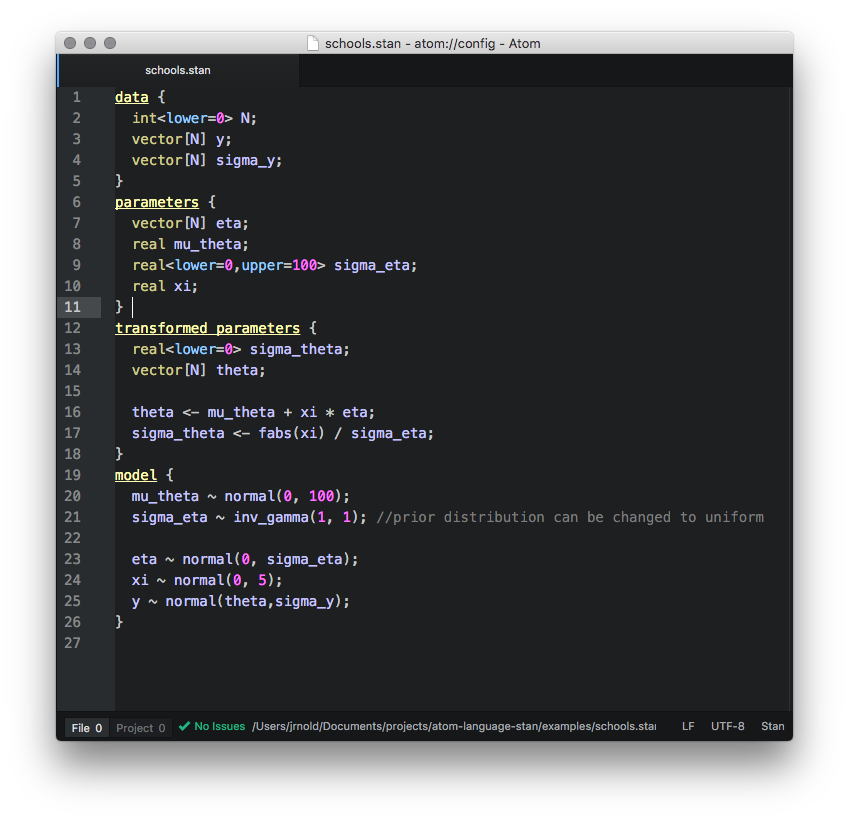 schools.stan - atom://config - Atom
schools.stan
1 data {
2   int<lower=0> N;
3   vector[N] y;
4   vector[N] sigma_y;
5 }
6 parameters {
7   vector[N] eta;
8   real mu_theta;
9   real<lower=0,upper=100> sigma_eta;
10   real xi;
11 }
12 transformed parameters {
13   real<lower=0> sigma_theta;
14   vector[N] theta;
15
16   theta <- mu_theta + xi * eta;
17   sigma_theta <- fabs(xi) / sigma_eta;
18 }
19 model {
20   mu_theta ~ normal(0, 100);
21   sigma_eta ~ inv_gamma(1, 1); //prior distribution can be changed to uniform
22
23   eta ~ normal(0, sigma_eta);
24   xi ~ normal(0, 5);
25   y ~ normal(theta,sigma_y);
26 }
27
File 0 Project 0 No Issues /Users/jrnold/Documents/projects/atom-language-stan/examples/schools.stan LF UTF-8 Stan